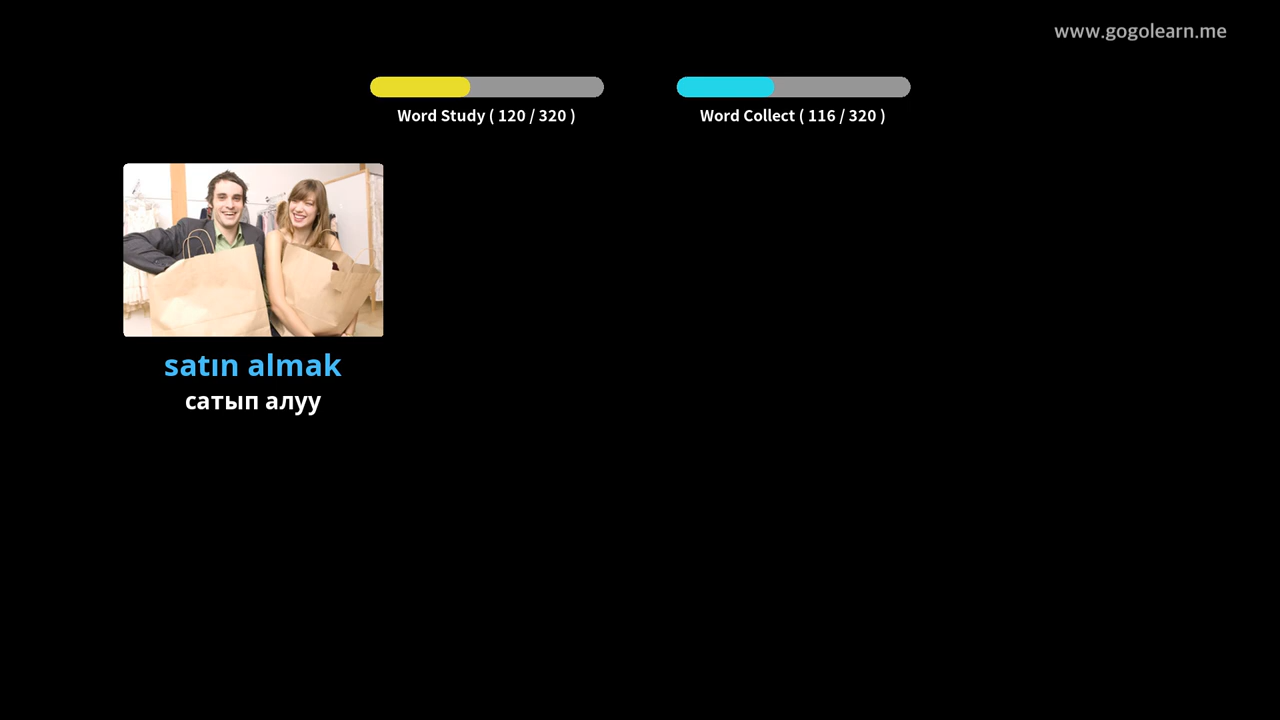 www.gogolearn.me
Word Study ( 120 / 320 )
Word Collect ( 116 / 320 )
satın almak
сатып алуу